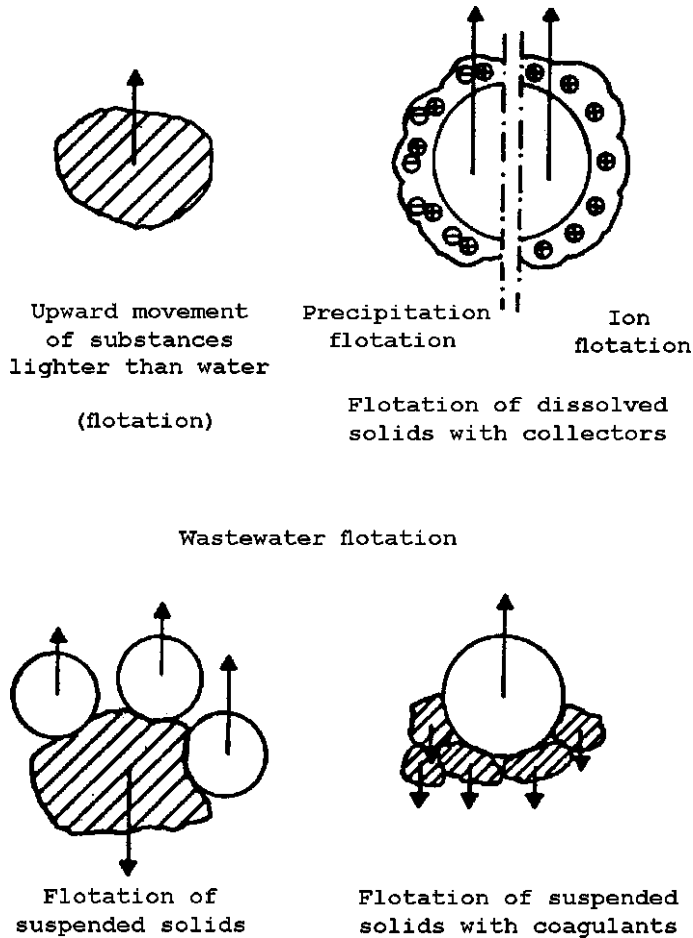 Upward movement
of substances
lighter than water
(flotation)
Precipitation
flotation
Ion
flotation
Flotation of dissolved
solids with collectors
Wastewater flotation
Flotation of
suspended solids
Flotation of suspended
solids with coagulants